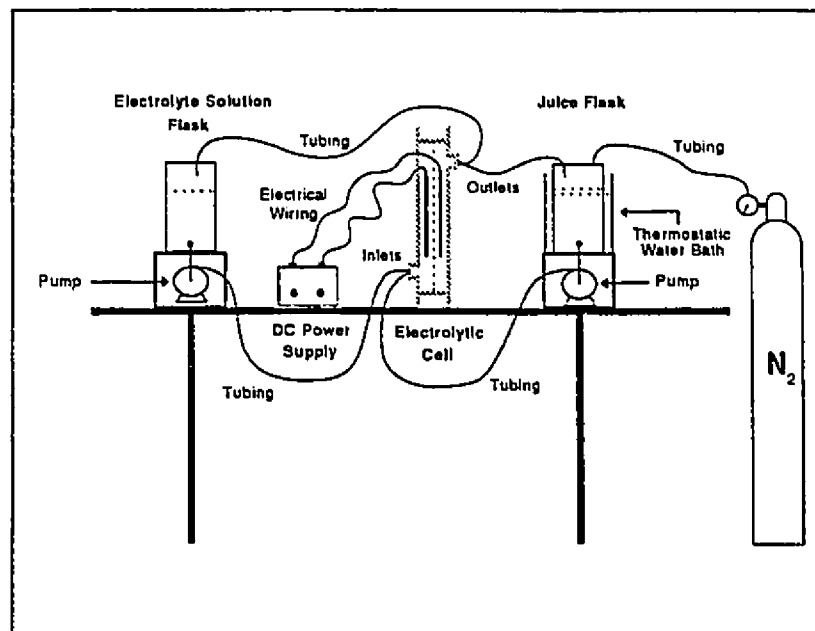 Electrolyte Solution
Flask
Tubing
Juice Flask
Tubing
Electrical
Wiring
Outlets
Thermostatic
Water Bath
Inlets
Pump
Pump
DC Power
Supply
Electrolytic
Cell
Tubing
Tubing
N2